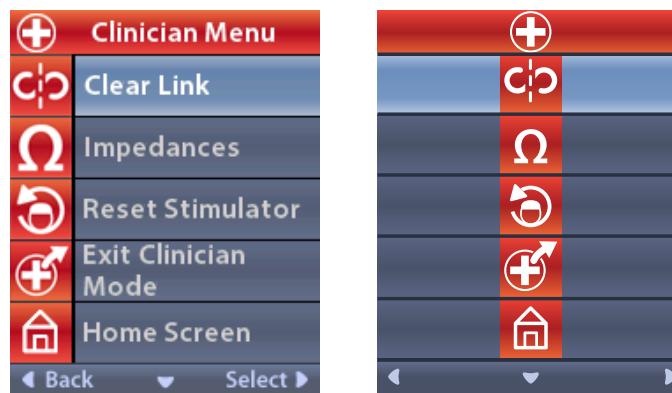 Clinician Menu
Clear Link
Impedances
Ω
Ω
Reset Stimulator
Exit Clinician
Mode
Home Screen
Back
Select